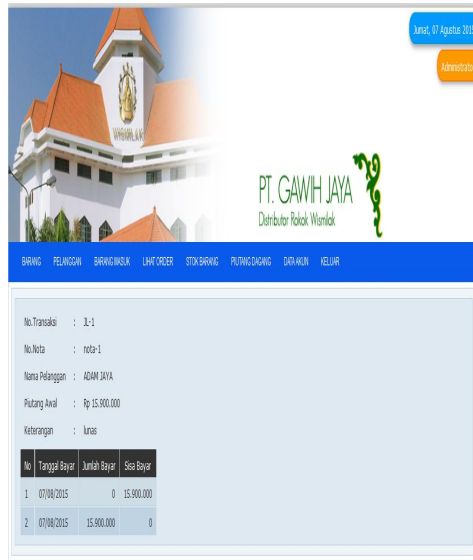 Jumat, 07 Agustus 2015
Administrator
WISMILAK
PT. GAWIH JAYA
Distributor Rokok Wismilak
BARANG PELANGGAN BARANG MASUK LIHAT ORDER STOK BARANG PIUTANG DAGANG DATA AKUN KELUAR
No.Transaksi : JL-1
No.Nota : nota-1
Nama Pelanggan : ADAM JAYA
Piutang Awal : Rp 15.900.000
Keterangan : lunas
No Tanggal Bayar Jumlah Bayar Sisa Bayar
1 07/08/2015 0 15.900.000
2 07/08/2015 15.900.000 0